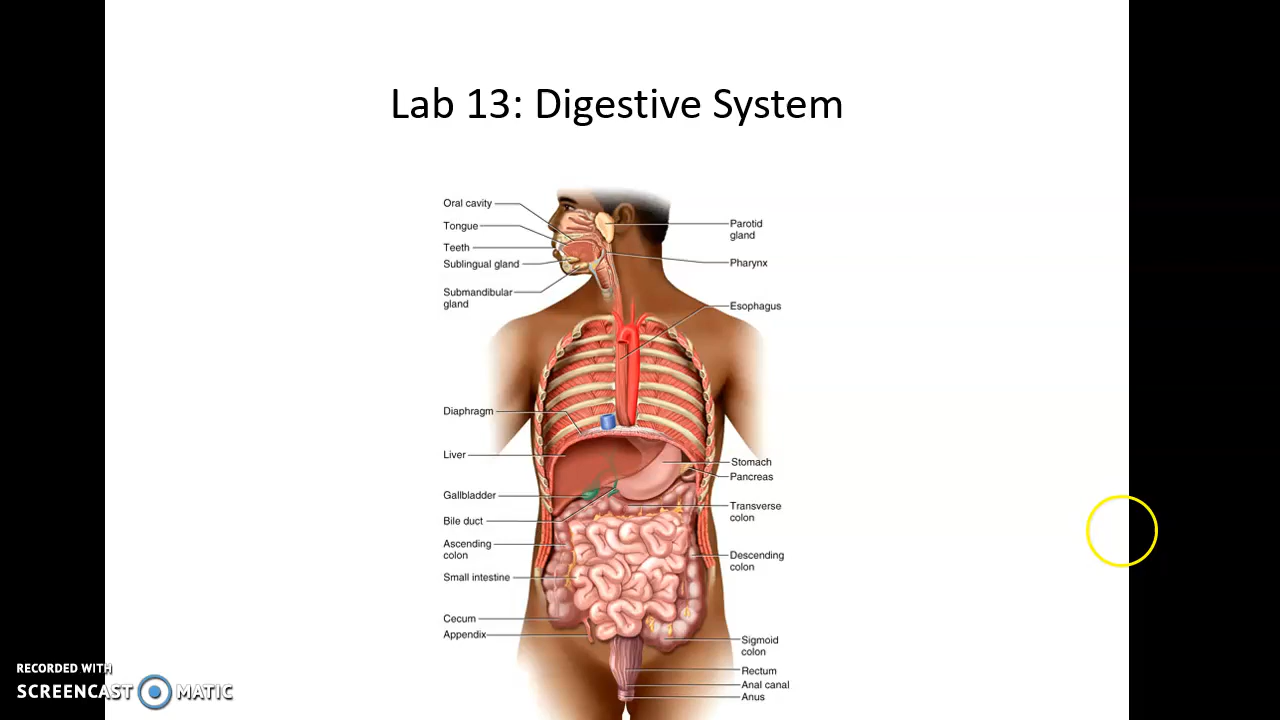 Lab 13: Digestive System
Oral cavity
Tongue
Teeth
Sublingual gland
Submandibular
gland
Diaphragm
Liver
Gallbladder
Bile duct
Ascending
colon
Small intestine
Cecum
Appendix
Parotid
gland
Pharynx
Esophagus
Stomach
Pancreas
Transverse
colon
Descending
colon
Sigmoid
colon
Rectum
Anal canal
Anus
RECORDED WITH
SCREENCAST MATIC